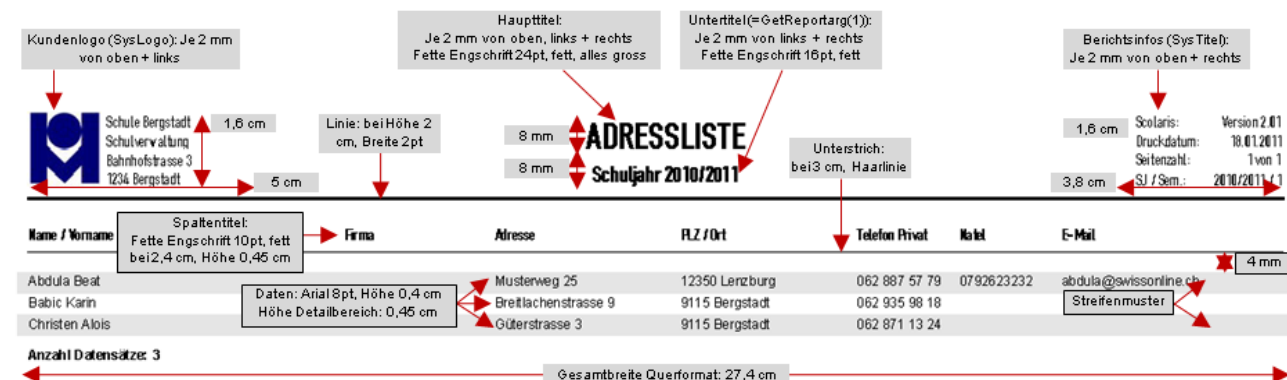 Kundenlogo (SysLogo): Je 2 mm
von oben + links
Haupttitel:
Je 2 mm von oben, links + rechts
Fette Engschrift 24pt, fett, alles gross
Untertitel(=GetReportarg(1)):
Je 2 mm von links + rechts
Fette Engschrift 16pt, fett
Berichtsinfos (SysTitel):
Je 2 mm von oben + rechts
Schule Bergstadt
Schulverwaltung
Bahnhofstrasse 3
1234 Bergstadt
1,6 cm
5 cm
Linie: bei Höhe 2
cm, Breite 2pt
8 mm
8 mm
ADRESSLISTE
Schuljahr 2010/2011
Unterstrich:
bei 3 cm, Haarlinie
1,6 cm
3,8 cm
Scolaris: Version 2.01
Druckdatum: 18.01.2011
Seitenzahl: 1 von 1
SJ / Sem.: 2010/2011 / 1
Spaltentitel:
Fette Engschrift 10pt, fett
bei 2,4 cm, Höhe 0,45 cm
Name / Vorname Firma Adresse PLZ / Ort Telefon Privat Natel E-Mail
4 mm
Abdula Beat Musterweg 25 12350 Lenzburg 062 887 57 79 0792623232 abdula@swissonline.ch
Babic Karin Breitlachenstrasse 9 9115 Bergstadt 062 935 98 18
Christen Alois Güterstrasse 3 9115 Bergstadt 062 871 13 24
Daten: Arial 8pt, Höhe 0,4 cm
Höhe Detailbereich: 0,45 cm
Streifenmuster
Anzahl Datensätze: 3
Gesamtbreite Querformat: 27,4 cm